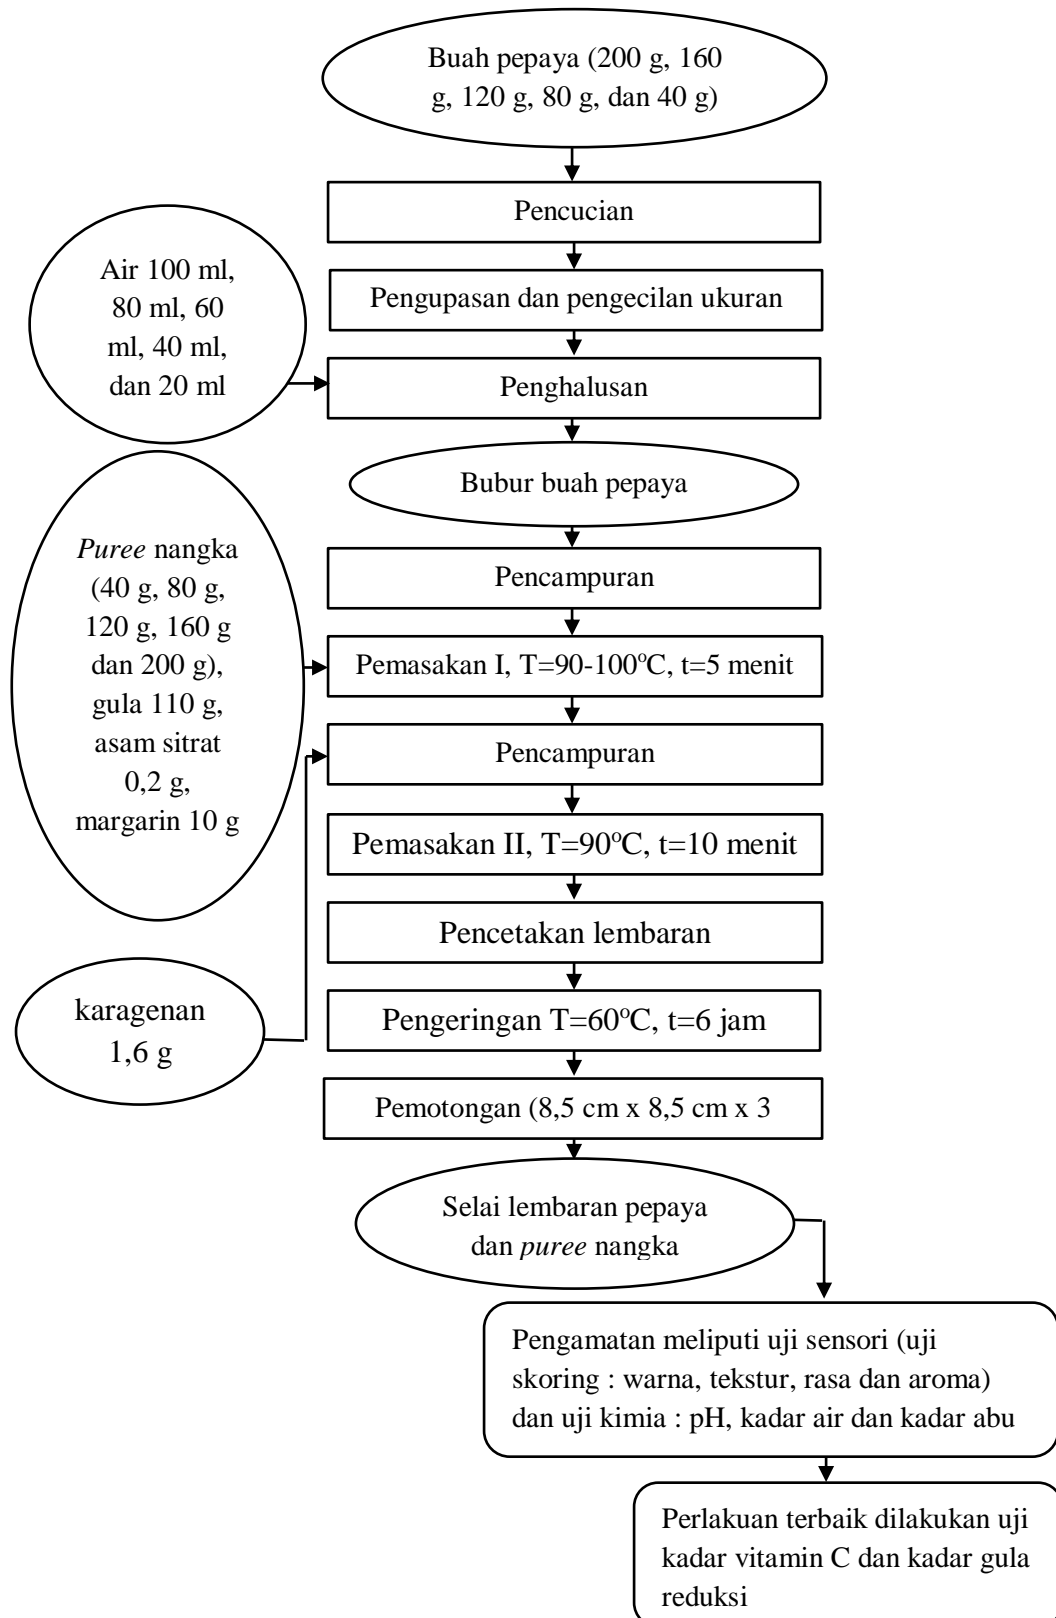 Buah pepaya (200 g, 160
g, 120 g, 80 g, dan 40 g)
Pencucian
Air 100 ml,
80 ml, 60
ml, 40 ml,
dan 20 ml
Pengupasan dan pengecilan ukuran
Penghalusan
Bubur buah pepaya
Puree nangka
(40 g, 80 g,
120 g, 160 g
dan 200 g),
gula 110 g,
asam sitrat
0,2 g,
margarin 10 g
Pencampuran
Pemasakan I, T=90-100°C, t=5 menit
Pencampuran
Pemasakan II, T=90°C, t=10 menit
Pencetakan lembaran
karagenan
1,6 g
Pengeringan T=60°C, t=6 jam
Pemotongan (8,5 cm x 8,5 cm x 3
Selai lembaran pepaya
dan puree nangka
Pengamatan meliputi uji sensori (uji
skoring : warna, tekstur, rasa dan aroma)
dan uji kimia : pH, kadar air dan kadar abu
Perlakuan terbaik dilakukan uji
kadar vitamin C dan kadar gula
reduksi